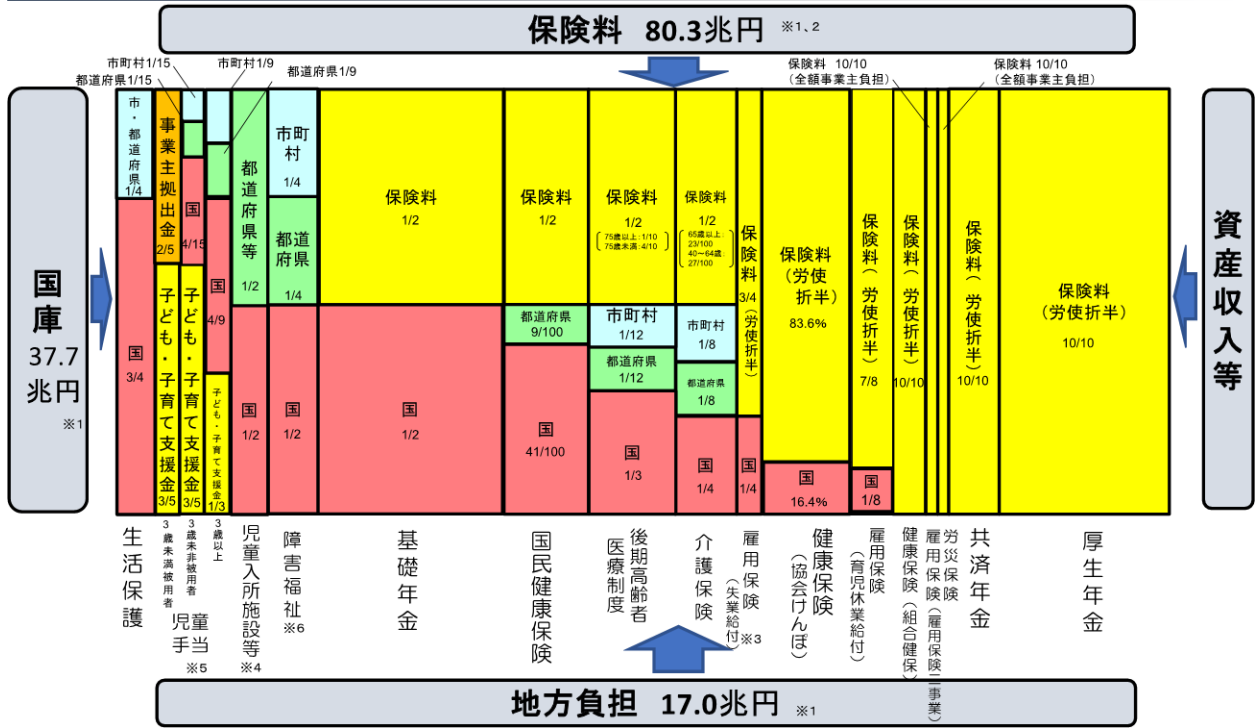 保険料 80.3兆円 ※1、2
市町村1/15
都道府県1/15
市町村1/9
都道府県1/9
保険料 10/10
（全額事業主負担）
保険料 10/10
（全額事業主負担）
国庫
37.7
兆円
※1
資産収入等
市・都道府県
1/4
国
3/4
事業主拠出金
2/5
子ども・子育て支援金
3/5
国
4/15
子ども・子育て支援金
3/5
国
4/9
子ども・子育て支援金
1/3
都道府県等
1/2
国
1/2
市町
村
1/4
都道
府県
1/4
国
1/2
保険料
1/2
国
1/2
保険料
1/2
都道府県
9/100
国
41/100
保険料
1/2
75歳以上：1/10
75歳未満：4/10
市町村
1/12
都道府県
1/12
国
1/3
保険料
1/2
65歳以上：
23/100
40～64歳：
27/100
市町村
1/8
都道府県
1/8
国
1/4
保険料
3/4
（労使折半）
国
1/4
保険料
（労使
折半）
83.6%
国
16.4%
保険料（労使折半）
7/8
国
1/8
保険料（労使折半）
10/10
保険料（労使折半）
10/10
保険料
（労使折半）
10/10
生活保護
3歳未満被用者
3歳未非被用者
3歳以上
児童
手当
※5
児童入所施設等
※4
障害福祉
※6
基礎年金
国民健康保険
後期高齢者
医療制度
介護保険
雇用保険
（失業給付）
※3
健康保険
（協会けんぽ）
雇用保険
（育児休業給付）
健康保険（組合健保）
雇用保険（雇用保険二事業）
労災保険
共済年金
厚生年金
地方負担 17.0兆円 ※1